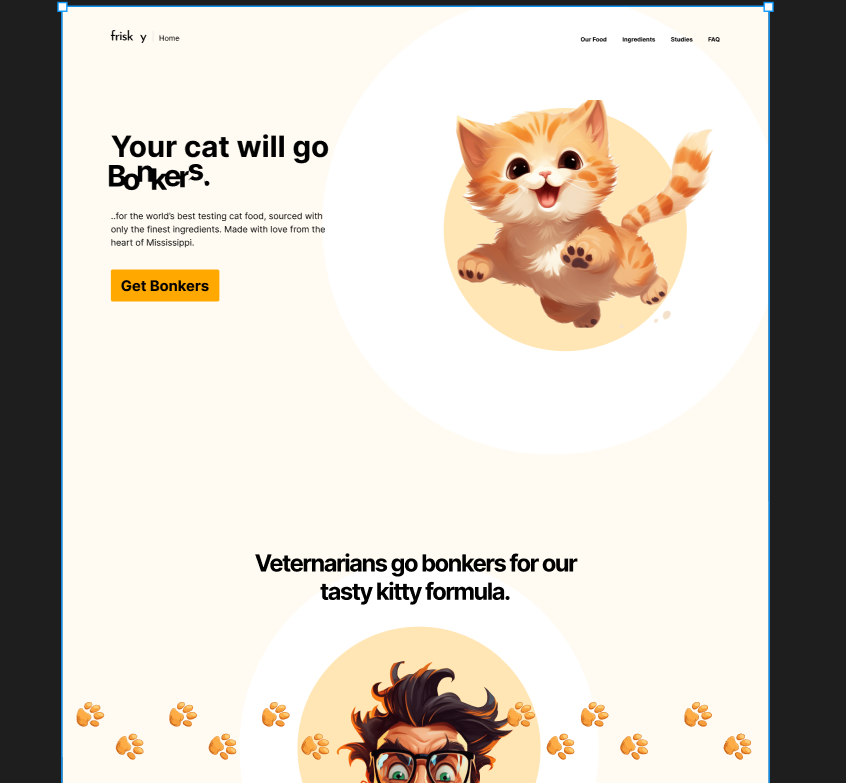 frisk y Home
Our Food Ingredients Studies FAQ
Your cat will go
Bonkers.
..for the world's best testing cat food, sourced with
only the finest ingredients. Made with love from the
heart of Mississippi.
Get Bonkers
Veternarians go bonkers for our
tasty kitty formula.